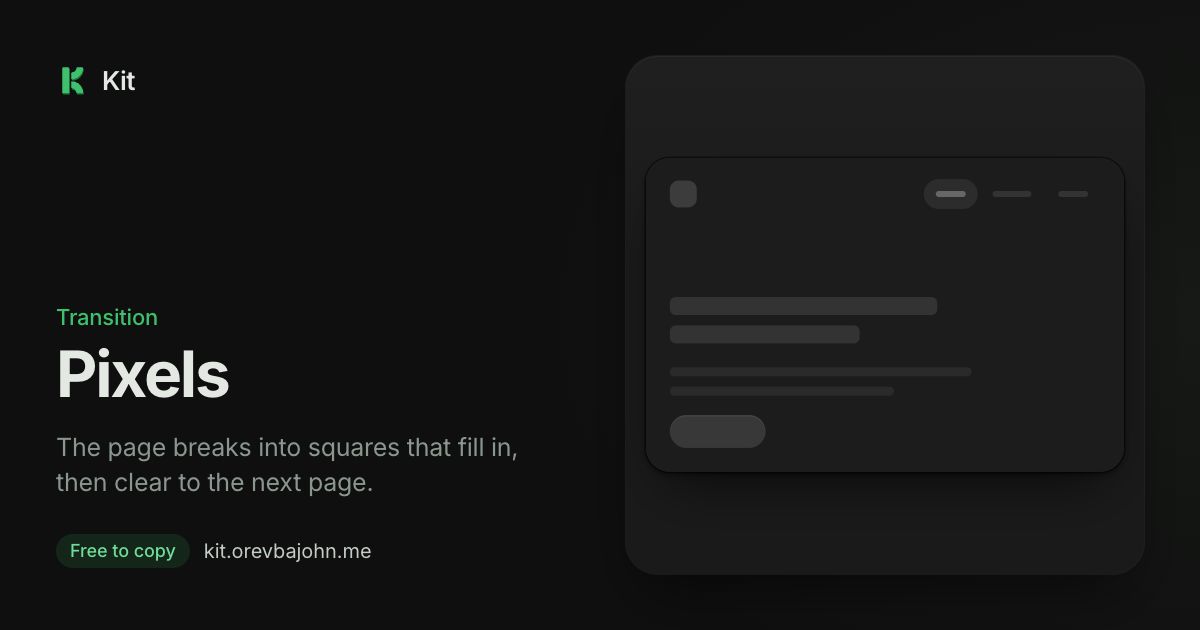 Kit
Transition
Pixels
The page breaks into squares that fill in,
then clear to the next page.
Free to copy
kit.orevbajohn.me